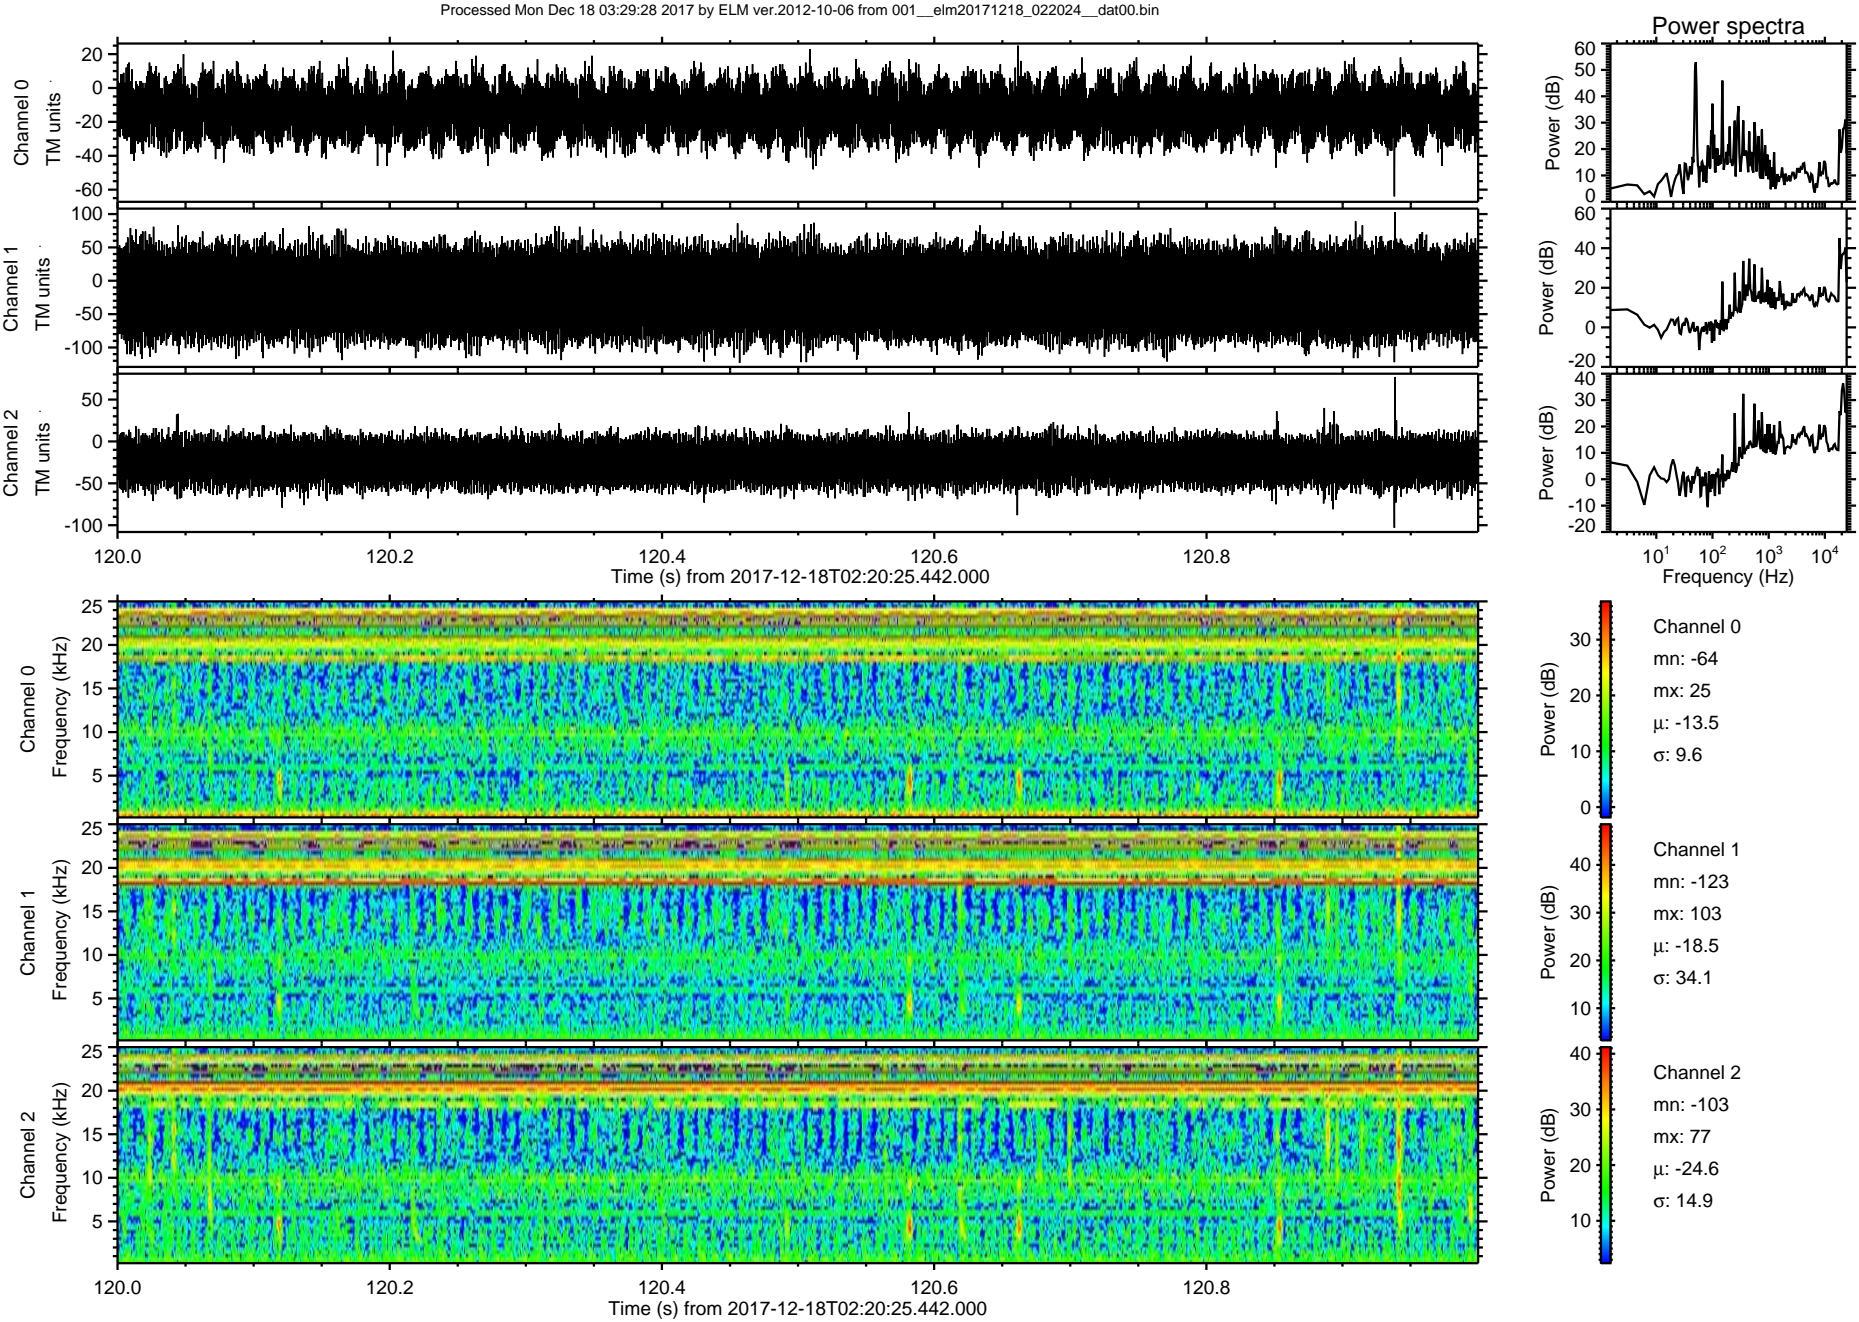 Processed Mon Dec 18 03:29:28 2017 by ELM ver.2012-10-06 from 001__elm20171218_022024__dat00.bin
Power spectra
Channel 0
TM units
20
0
-20
-40
-60
Power (dB)
60
50
40
30
20
10
0
Channel 1
TM units
100
50
0
-50
-100
Power (dB)
60
40
20
0
-20
Channel 2
TM units
50
0
-50
-100
Power (dB)
40
30
20
10
0
-10
-20
120.0 120.2 120.4 120.6 120.8
Time (s) from 2017-12-18T02:20:25.442.000
10^1 10^2 10^3 10^4
Frequency (Hz)
Channel 0
Frequency (kHz)
25
20
15
10
5
Power (dB)
30
20
10
0
Channel 0
mn: -64
mx: 25
μ: -13.5
σ: 9.6
Channel 1
Frequency (kHz)
25
20
15
10
5
Power (dB)
40
30
20
10
Channel 1
mn: -123
mx: 103
μ: -18.5
σ: 34.1
Channel 2
Frequency (kHz)
25
20
15
10
5
Power (dB)
40
30
20
10
Channel 2
mn: -103
mx: 77
μ: -24.6
σ: 14.9
120.0 120.2 120.4 120.6 120.8
Time (s) from 2017-12-18T02:20:25.442.000